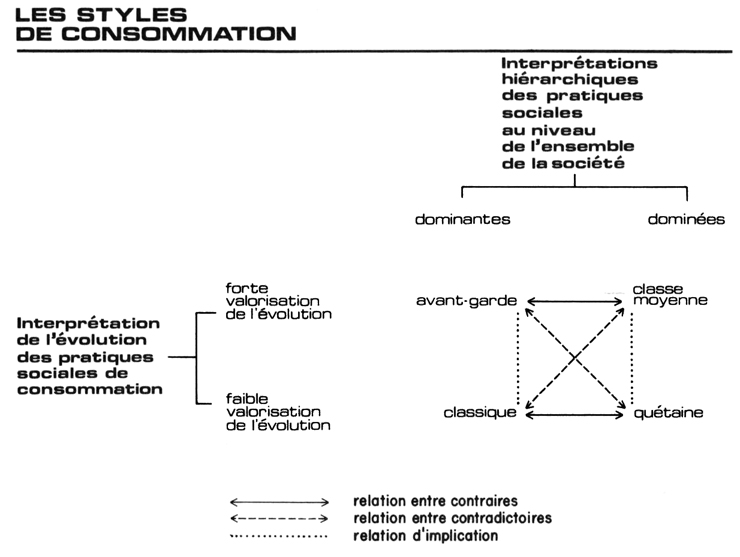 LES STYLES
DE CONSOMMATION
Interprétations
hiérarchiques
des pratiques
sociales
au niveau
de l'ensemble
de la société
dominantes
dominées
Interprétation
de l'évolution
des pratiques
sociales de
consommation
forte
valorisation
de l'évolution
avant-garde
classe
moyenne
faible
valorisation
de l'évolution
classique
quétaine
relation entre contraires
relation entre contradictoires
relation d'implication